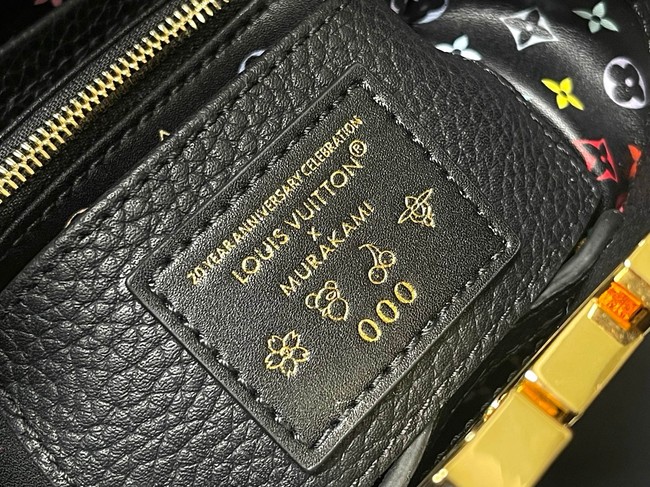 20 YEAR ANNIVERSARY CELEBRATION
LOUIS VUITTON®
×
MURAKAMI
000